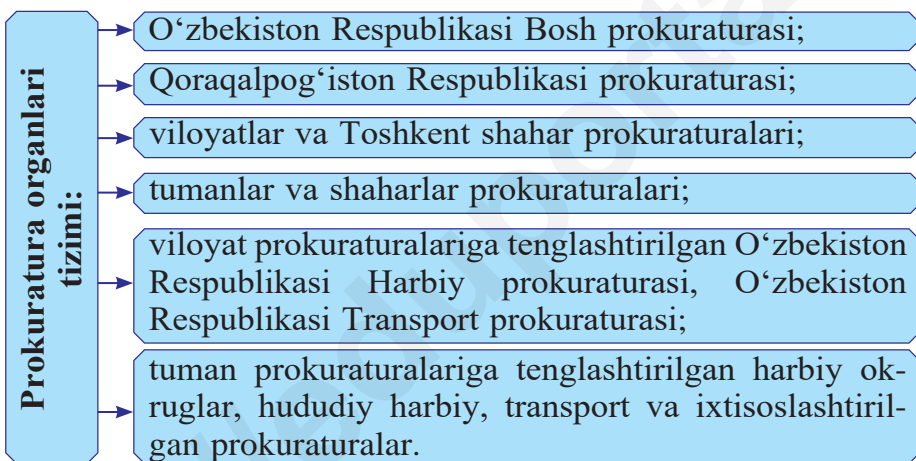 Prokuratura organlari
tizimi:
O‘zbekiston Respublikasi Bosh prokuraturasi;
Qoraqalpog‘iston Respublikasi prokuraturasi;
viloyatlar va Toshkent shahar prokuraturalari;
tumanlar va shaharlar prokuraturalari;
viloyat prokuraturalariga tenglashtirilgan O‘zbekiston
Respublikasi Harbiy prokuraturasi, O‘zbekiston
Respublikasi Transport prokuraturasi;
tuman prokuraturalariga tenglashtirilgan harbiy ok-
ruglar, hududiy harbiy, transport va ixtisoslashtiril-
gan prokuraturalar.